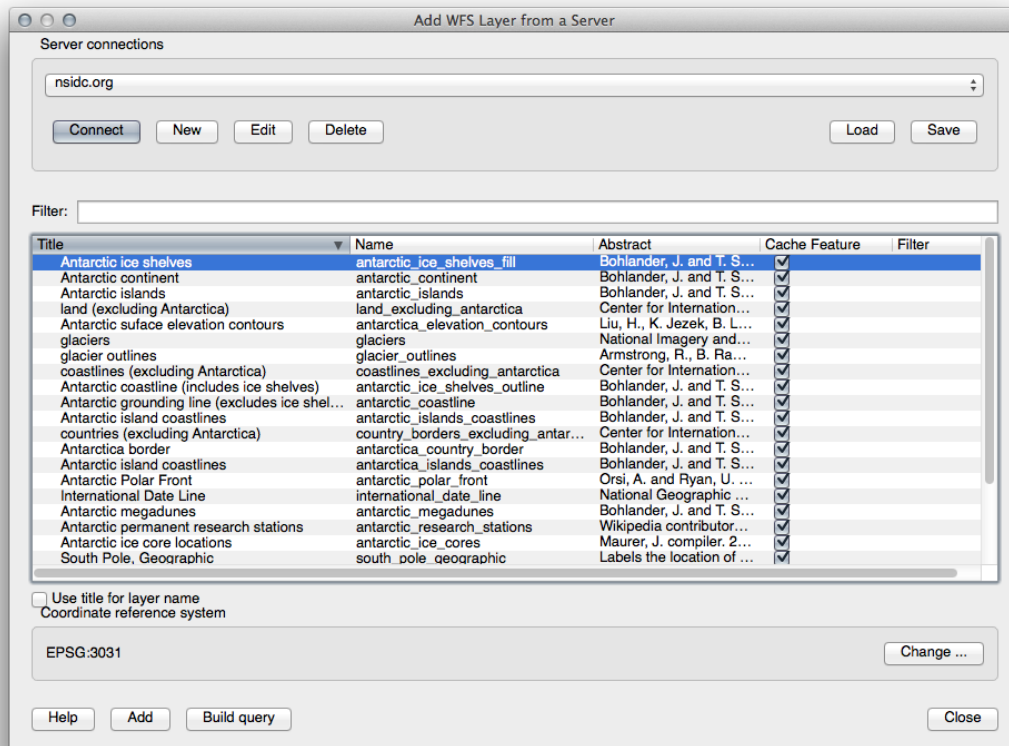 Add WFS Layer from a Server
Server connections
nsidc.org
Connect New Edit Delete Load Save
Filter:
Title Name Abstract Cache Feature Filter
Antarctic ice shelves antarctic_ice_shelves_fill Bohlander, J. and T. S...
Antarctic continent antarctic_continent Bohlander, J. and T. S...
Antarctic islands antarctic_islands Bohlander, J. and T. S...
land (excluding Antarctica) land_excluding_antarctica Center for Internation...
Antarctic suface elevation contours antarctica_elevation_contours Liu, H., K. Jezek, B. L...
glaciers glaciers National Imagery and...
glacier outlines glacier_outlines Armstrong, R., B. Ra...
coastlines (excluding Antarctica) coastlines_excluding_antarctica Center for Internation...
Antarctic coastline (includes ice shelves) antarctic_ice_shelves_outline Bohlander, J. and T. S...
Antarctic grounding line (excludes ice shel... antarctic_coastline Bohlander, J. and T. S...
Antarctic island coastlines antarctic_islands_coastlines Bohlander, J. and T. S...
countries (excluding Antarctica) country_borders_excluding_antar... Center for Internation...
Antarctica border antarctica_country_border Bohlander, J. and T. S...
Antarctic island coastlines antarctica_islands_coastlines Bohlander, J. and T. S...
Antarctic Polar Front antarctic_polar_front Orsi, A. and Ryan, U. ...
International Date Line international_date_line National Geographic ...
Antarctic megadunes antarctic_megadunes Bohlander, J. and T. S...
Antarctic permanent research stations antarctic_research_stations Wikipedia contributor...
Antarctic ice core locations antarctic_ice_cores Maurer, J. compiler. 2...
South Pole, Geographic south_pole_geographic Labels the location of ...
Use title for layer name
Coordinate reference system
EPSG:3031 Change ...
Help Add Build query Close